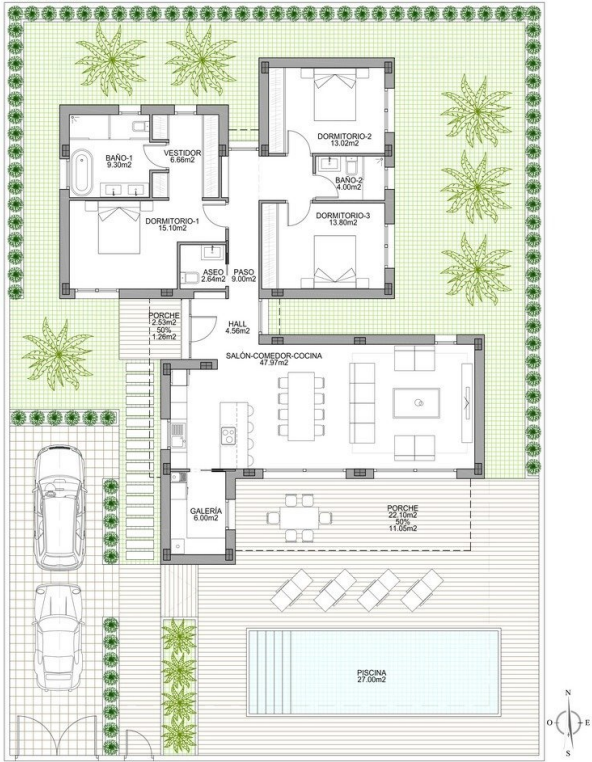 DORMITORIO-2
13.02m2
BAÑO-1
9.30m2
VESTIDOR
6.66m2
BAÑO-2
4.00m2
DORMITORIO-1
15.10m2
DORMITORIO-3
13.80m2
ASEO
2.64m2
PASO
9.00m2
PORCHE
2.53m2
50%
1.26m2
HALL
4.56m2
SALÓN-COMEDOR-COCINA
47.97m2
GALERÍA
6.00m2
PORCHE
22.10m2
50%
11.05m2
PISCINA
27.00m2
N
O
E
S